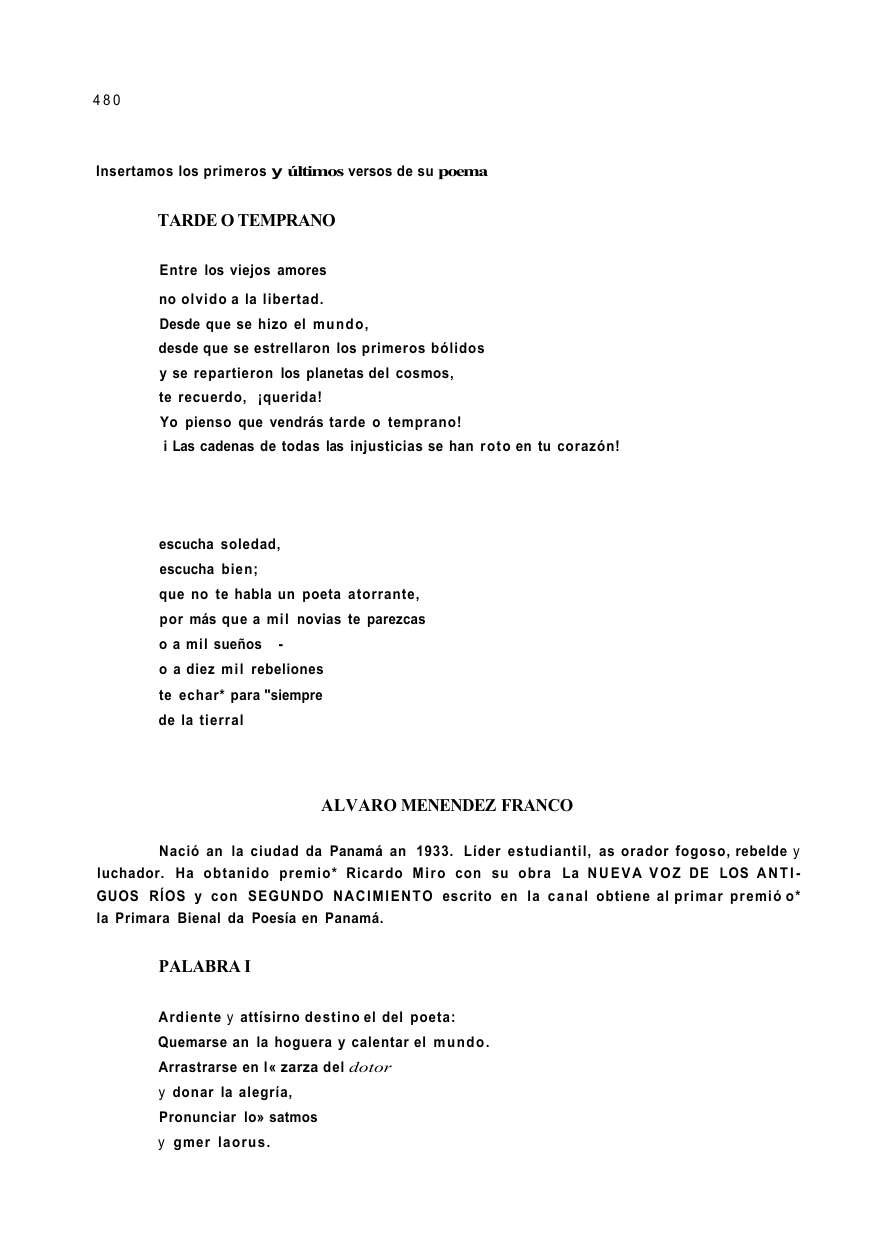 480
Insertamos los primeros y últimos versos de su poema
TARDE O TEMPRANO
Entre los viejos amores
no olvido a la libertad.
Desde que se hizo el mundo,
desde que se estrellaron los primeros bólidos
y se repartieron los planetas del cosmos,
te recuerdo, ¡querida!
Yo pienso que vendrás tarde o temprano!
i Las cadenas de todas las injusticias se han roto en tu corazón!
escucha soledad,
escucha bien;
que no te habla un poeta atorrante,
por más que a mil novias te parezcas
o a mil sueños -
o a diez mil rebeliones
te echar* para "siempre
de la tierral
ALVARO MENENDEZ FRANCO
Nació an la ciudad da Panamá an 1933. Líder estudiantil, as orador fogoso, rebelde y
luchador. Ha obtanido premio* Ricardo Miro con su obra La NUEVA VOZ DE LOS ANTI-
GUOS RÍOS y con SEGUNDO NACIMIENTO escrito en la canal obtiene al primar premió o*
la Primara Bienal da Poesía en Panamá.
PALABRA I
Ardiente y attísirno destino el del poeta:
Quemarse an la hoguera y calentar el mundo.
Arrastrarse en l« zarza del dotor
y donar la alegría,
Pronunciar lo» satmos
y gmer laorus.